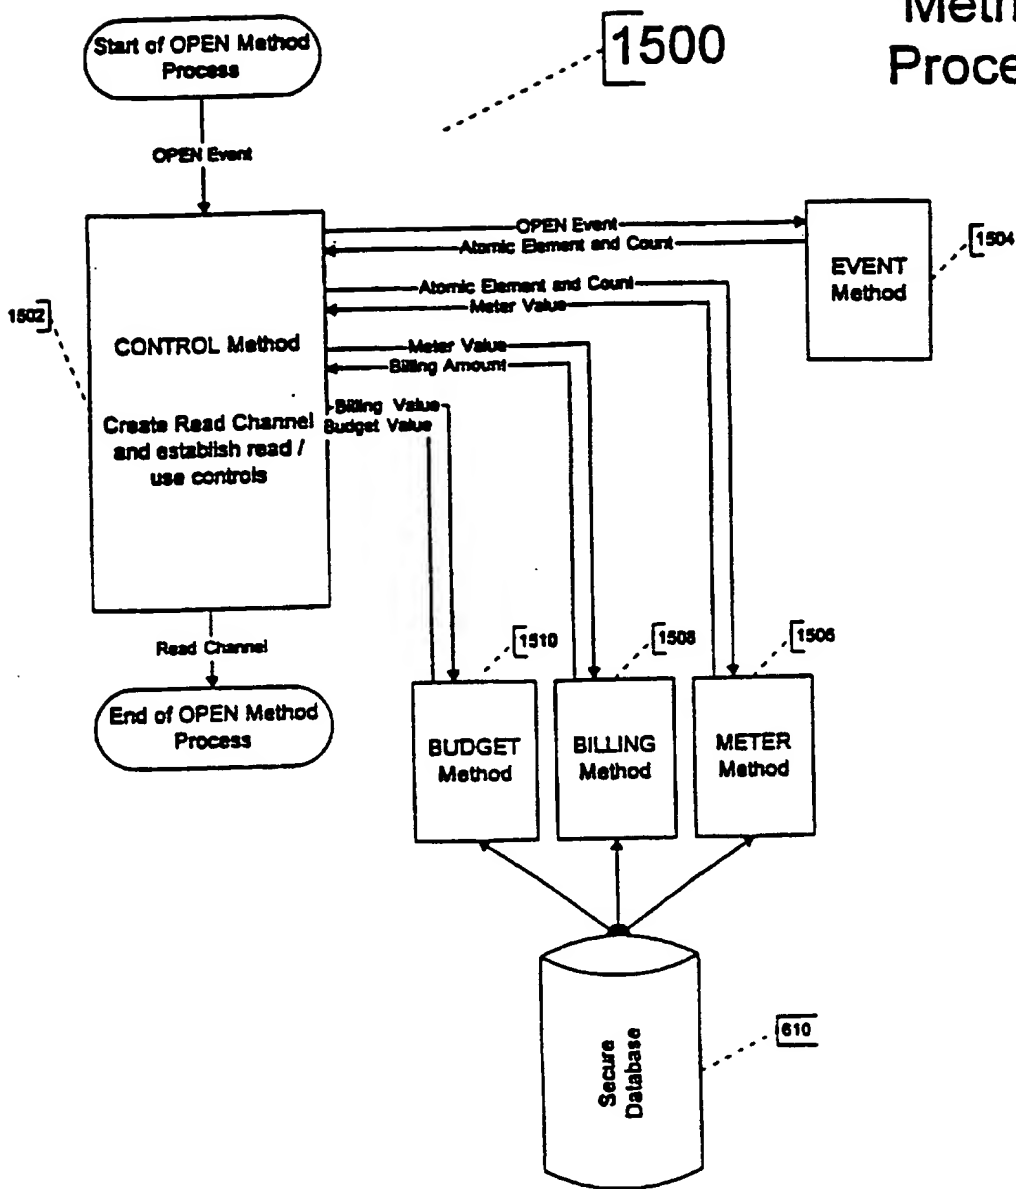 Start of OPEN Method
Process
1500
OPEN Event
OPEN Event
Atomic Element and Count
EVENT
Method
1504
Atomic Element and Count
Meter Value
1502
CONTROL Method
Create Read Channel
and establish read /
use controls
Meter Value
Billing Amount
Billing Value
Budget Value
Read Channel
End of OPEN Method
Process
1510
1508
1506
BUDGET
Method
BILLING
Method
METER
Method
Secure
Database
610